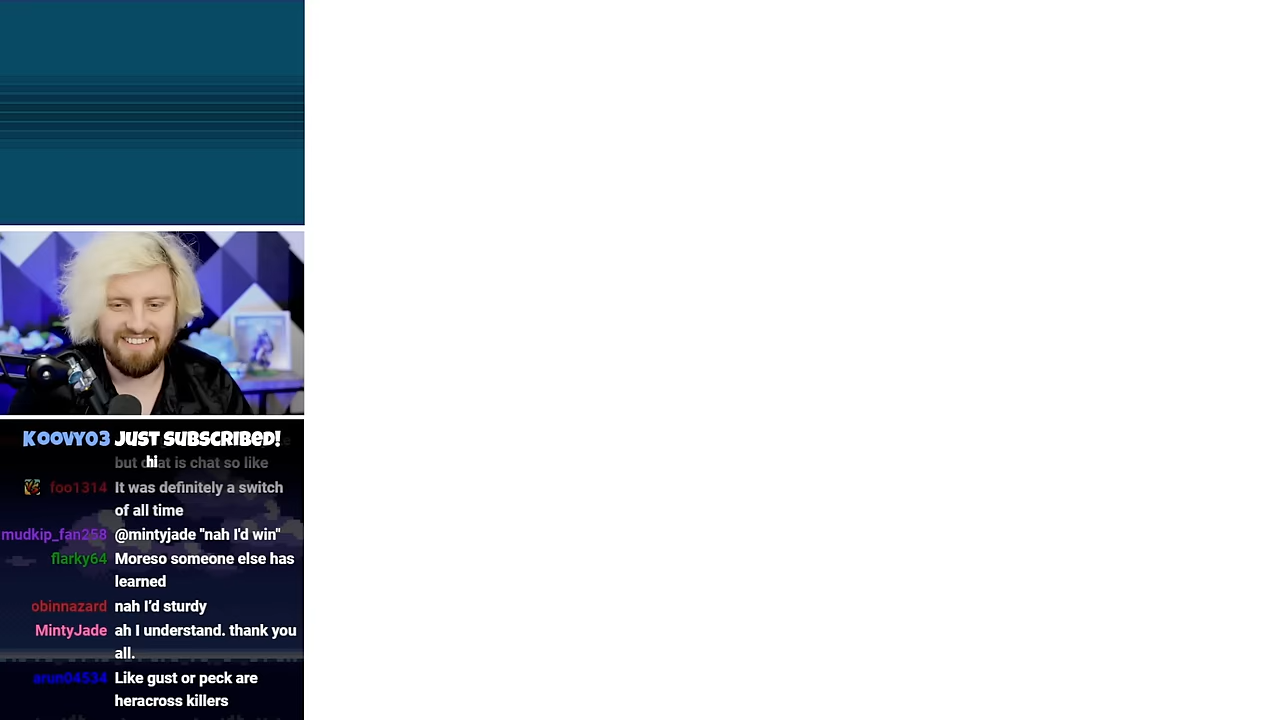 KOOVY03 JUST SUBSCRIBED!
hi
but chat is chat so like
foo1314 It was definitely a switch
of all time
mudkip_fan258 @mintyjade "nah I'd win"
flarky64 Moreso someone else has
learned
obinnazard nah I'd sturdy
MintyJade ah I understand. thank you
all.
arun04534 Like gust or peck are
heracross killers